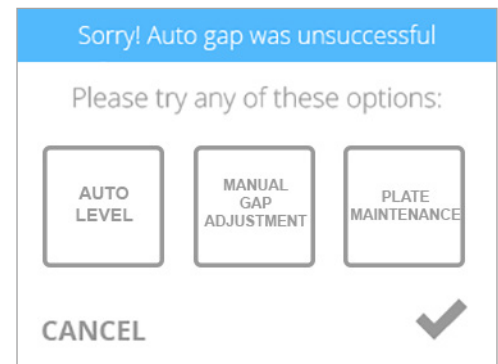 Sorry! Auto gap was unsuccessful
Please try any of these options:
AUTO
LEVEL
MANUAL
GAP
ADJUSTMENT
PLATE
MAINTENANCE
CANCEL